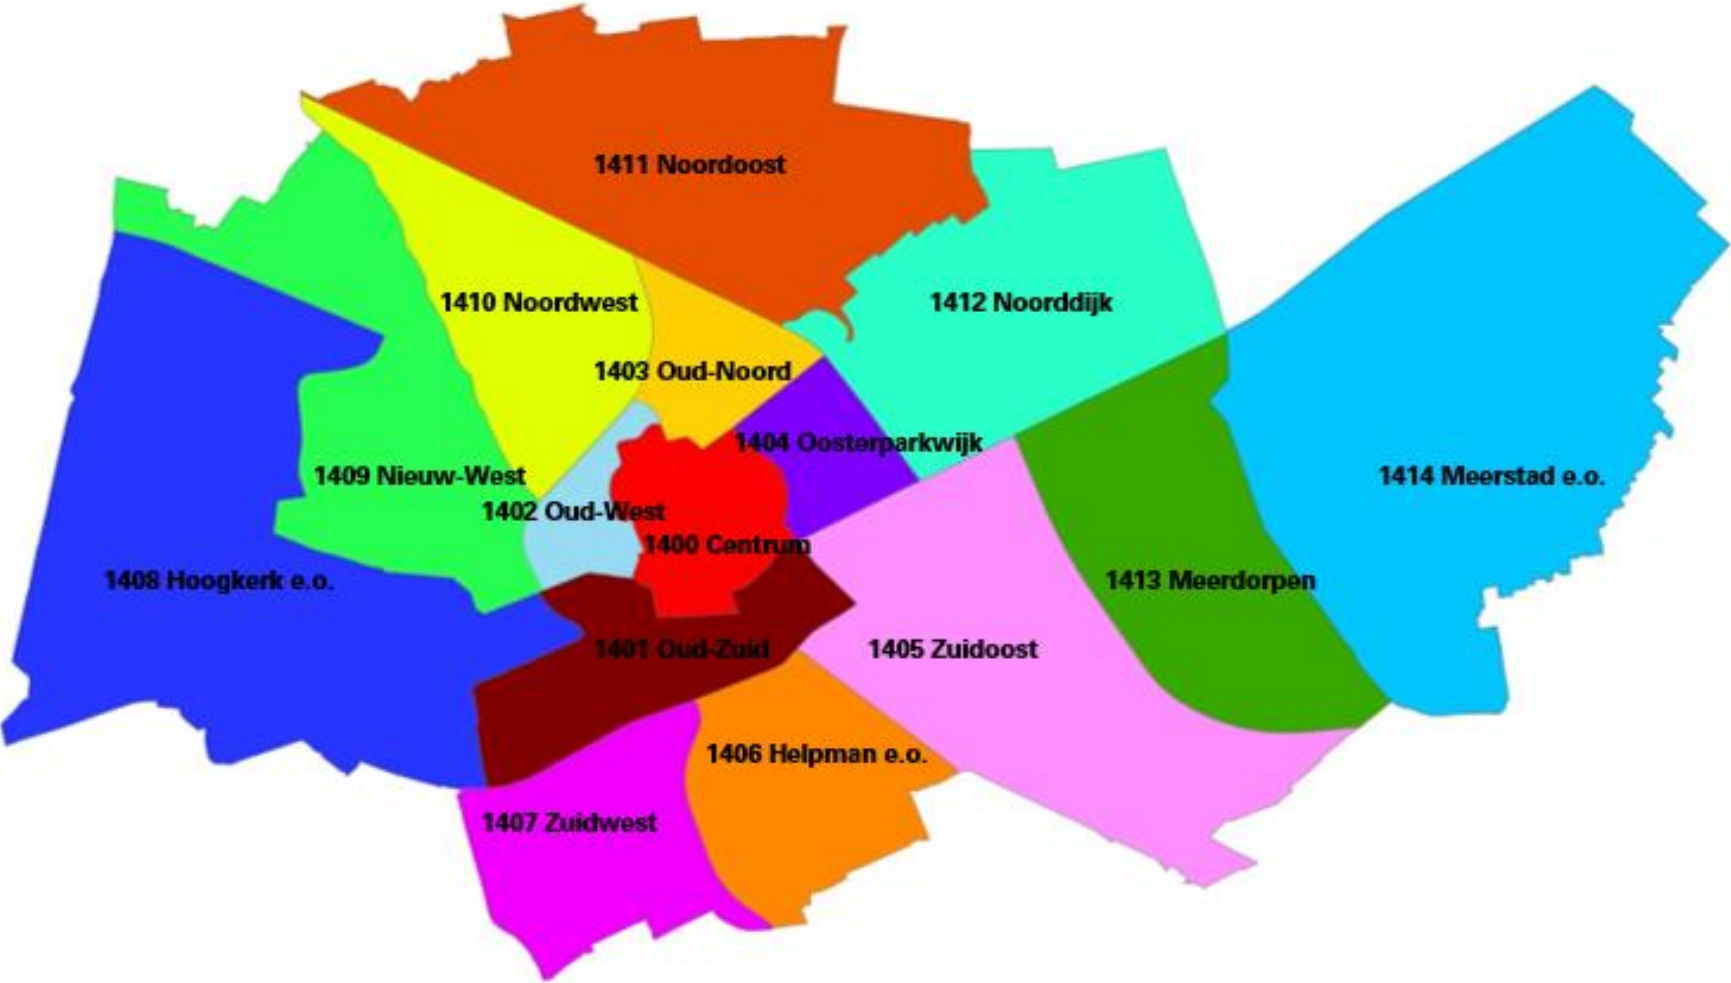 1411 Noordoost
1410 Noordwest
1412 Noorddijk
1403 Oud-Noord
1404 Oosterparkwijk
1409 Nieuw-West
1414 Meerstad e.o.
1402 Oud-West
1400 Centrum
1408 Hoogkerk e.o.
1413 Meerdorpen
1401 Oud-Zuid
1405 Zuidoost
1406 Helpman e.o.
1407 Zuidwest